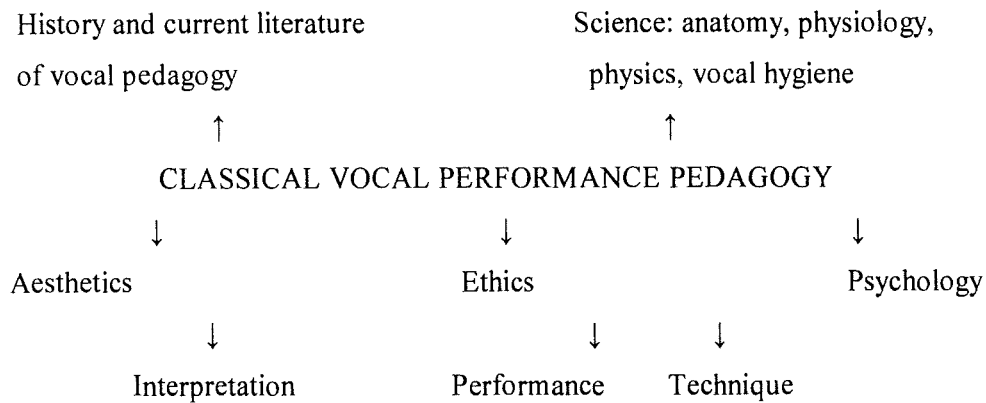 History and current literature
of vocal pedagogy
Science: anatomy, physiology,
physics, vocal hygiene
↑ ↑
CLASSICAL VOCAL PERFORMANCE PEDAGOGY
↓ ↓ ↓
Aesthetics Ethics Psychology
↓ ↓ ↓
Interpretation Performance Technique